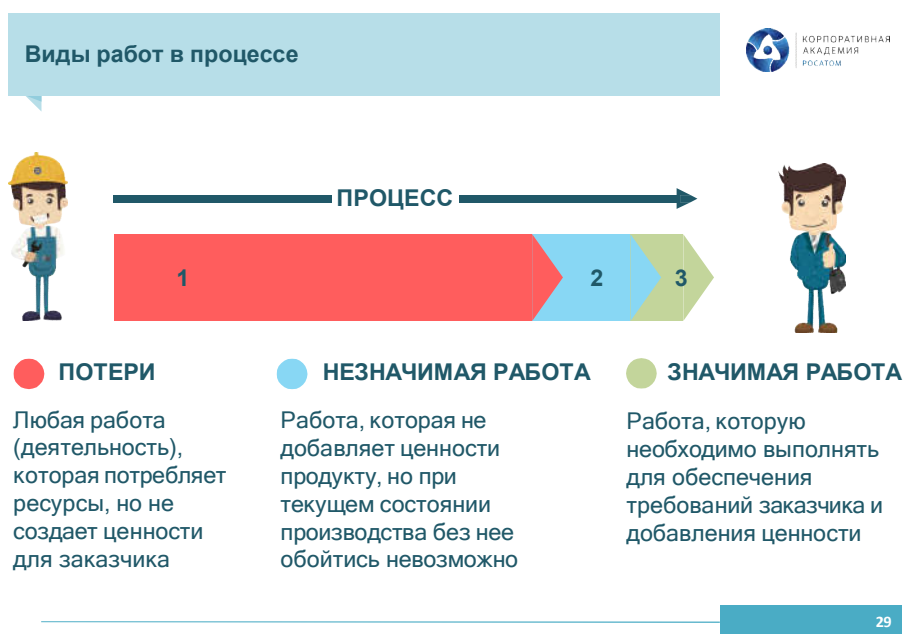 Виды работ в процессе
КОРПОРАТИВНАЯ
АКАДЕМИЯ
РОСАТОМ
ПРОЦЕСС
1
2
3
ПОТЕРИ
Любая работа
(деятельность),
которая потребляет
ресурсы, но не
создает ценности
для заказчика
НЕЗНАЧИМАЯ РАБОТА
Работа, которая не
добавляет ценности
продукту, но при
текущем состоянии
производства без нее
обойтись невозможно
ЗНАЧИМАЯ РАБОТА
Работа, которую
необходимо выполнять
для обеспечения
требований заказчика и
добавления ценности
29